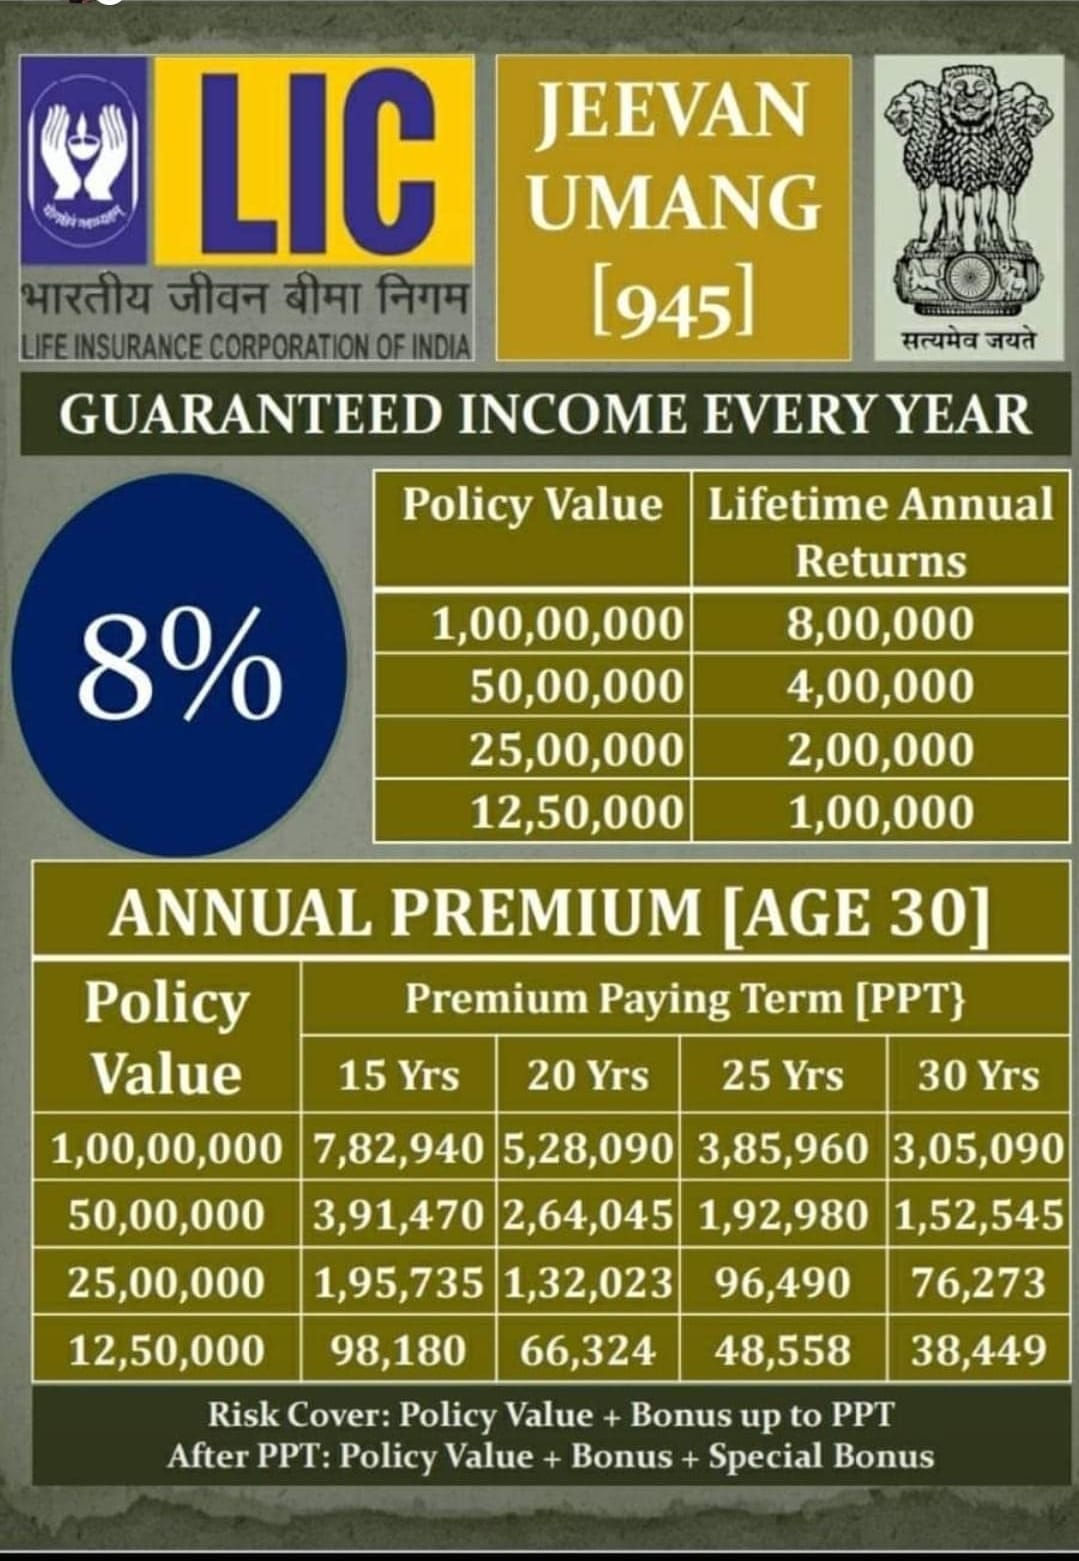 LIC
भारतीय जीवन बीमा निगम
LIFE INSURANCE CORPORATION OF INDIA
JEEVAN
UMANG
[945]
सत्यमेव जयते
GUARANTEED INCOME EVERY YEAR
8%
Policy Value Lifetime Annual
Returns
1,00,00,000 8,00,000
50,00,000 4,00,000
25,00,000 2,00,000
12,50,000 1,00,000
ANNUAL PREMIUM [AGE 30]
Policy
Value
Premium Paying Term [PPT}
15 Yrs 20 Yrs 25 Yrs 30 Yrs
1,00,00,000 7,82,940 5,28,090 3,85,960 3,05,090
50,00,000 3,91,470 2,64,045 1,92,980 1,52,545
25,00,000 1,95,735 1,32,023 96,490 76,273
12,50,000 98,180 66,324 48,558 38,449
Risk Cover: Policy Value + Bonus up to PPT
After PPT: Policy Value + Bonus + Special Bonus